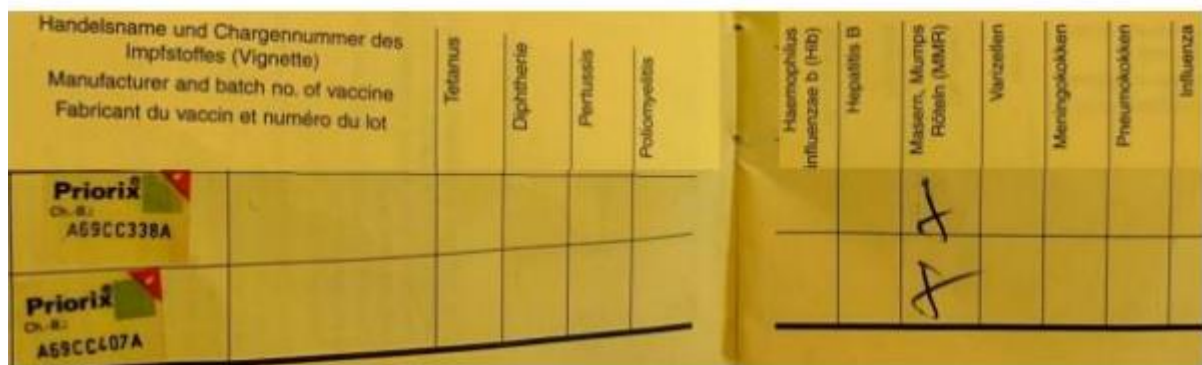 Handelsname und Chargennummer des
Impfstoffes (Vignette)
Manufacturer and batch no. of vaccine
Fabricant du vaccin et numéro du lot
Tetanus
Diphtherie
Pertussis
Poliomyelitis
Haemophilus
influenzae b (Hib)
Hepatitis B
Masern, Mumps
Röteln (MMR)
Varizellen
Meningokokken
Pneumokokken
Influenza
Priorix®
Ch.-B.:
A69CC338A
X
Priorix®
Ch.-B.:
A69CC407A
X